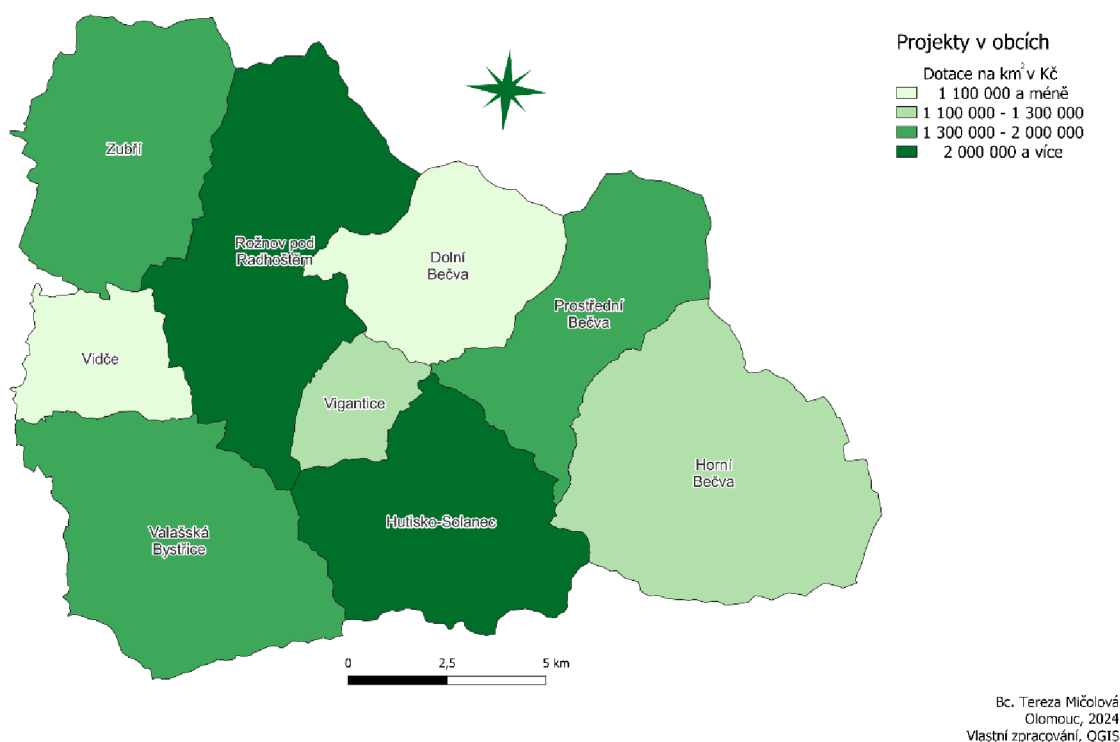 Projekty v obcích
Dotace na km² v Kč
1 100 000 a méně
1 100 000 - 1 300 000
1 300 000 - 2 000 000
2 000 000 a více
Zubří
Rožnov pod
Radhoštěm
Dolní
Bečva
Prostřední
Bečva
Vidče
Vigantice
Horní
Bečva
Hutisko-Solanec
Valašská
Bystřice
0 2,5 5 km
Bc. Tereza Mičolová
Olomouc, 2024
Vlastní zpracování, QGIS